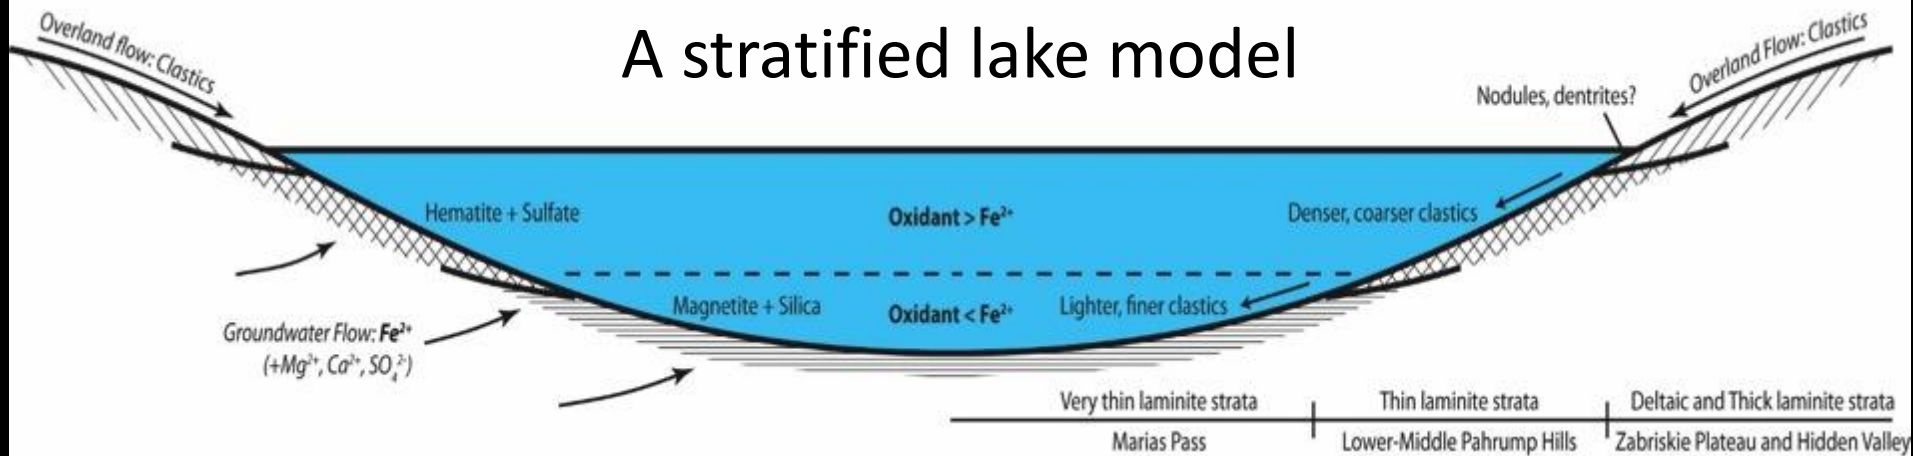 A stratified lake model
Overland flow: Clastics
Overland Flow: Clastics
Nodules, dentrites?
Hematite + Sulfate
Oxidant > Fe²⁺
Denser, coarser clastics
Magnetite + Silica
Oxidant < Fe²⁺
Lighter, finer clastics
Groundwater Flow: Fe²⁺
(+Mg²⁺, Ca²⁺, SO₄²⁻)
Very thin laminite strata
Thin laminite strata
Deltaic and Thick laminite strata
Marias Pass
Lower-Middle Pahrump Hills
Zabriskie Plateau and Hidden Valley